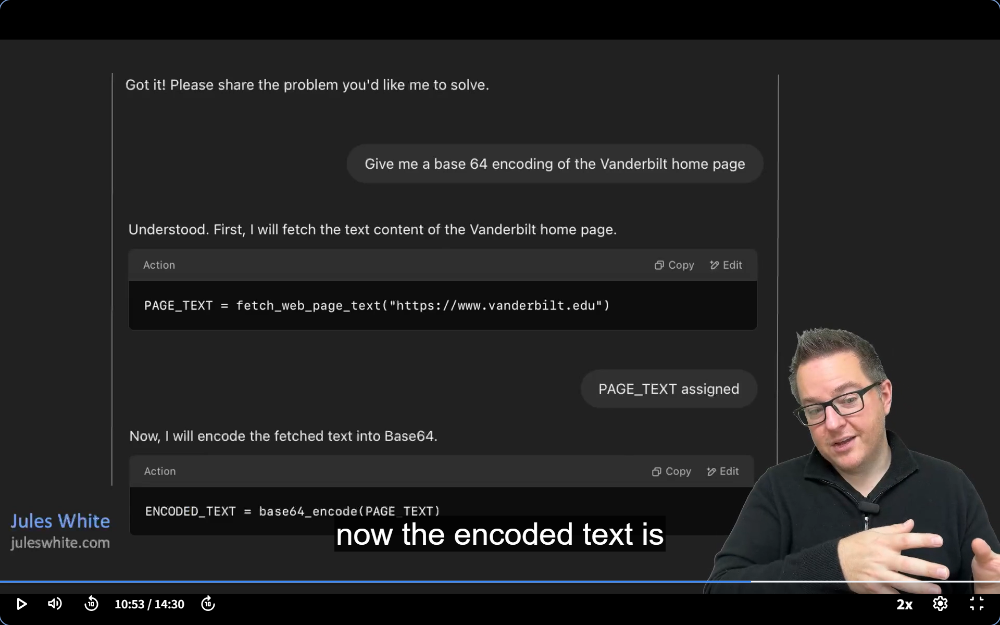 Got it! Please share the problem you'd like me to solve.
Give me a base 64 encoding of the Vanderbilt home page
Understood. First, I will fetch the text content of the Vanderbilt home page.
Action Copy Edit
PAGE_TEXT = fetch_web_page_text("https://www.vanderbilt.edu")
PAGE_TEXT assigned
Now, I will encode the fetched text into Base64.
Action Copy Edit
ENCODED_TEXT = base64_encode(PAGE_TEXT)
Jules White
juleswhite.com
now the encoded text is
10 10:53 / 14:30 10 2x